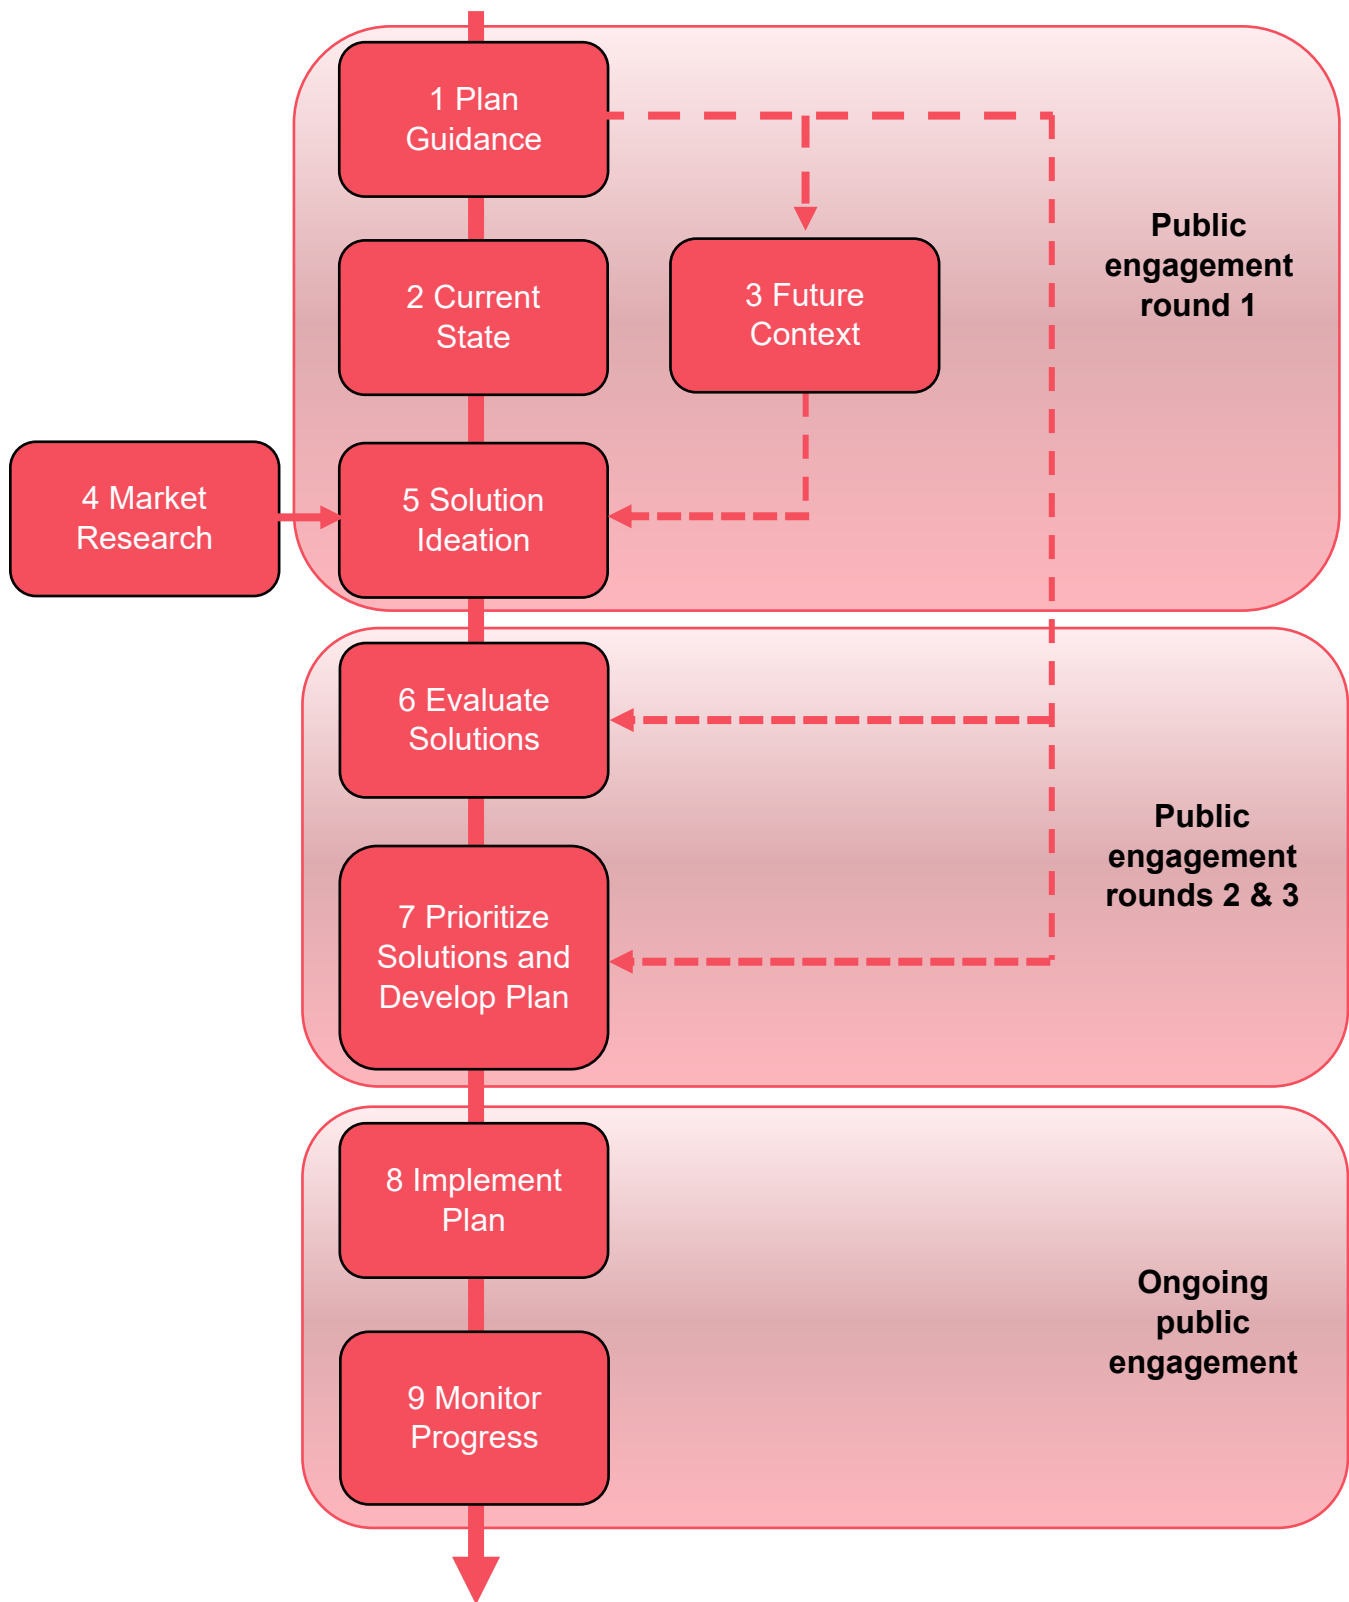 1 Plan
Guidance
Public
engagement
round 1
2 Current
State
3 Future
Context
4 Market
Research
5 Solution
Ideation
6 Evaluate
Solutions
Public
engagement
rounds 2 & 3
7 Prioritize
Solutions and
Develop Plan
8 Implement
Plan
Ongoing
public
engagement
9 Monitor
Progress